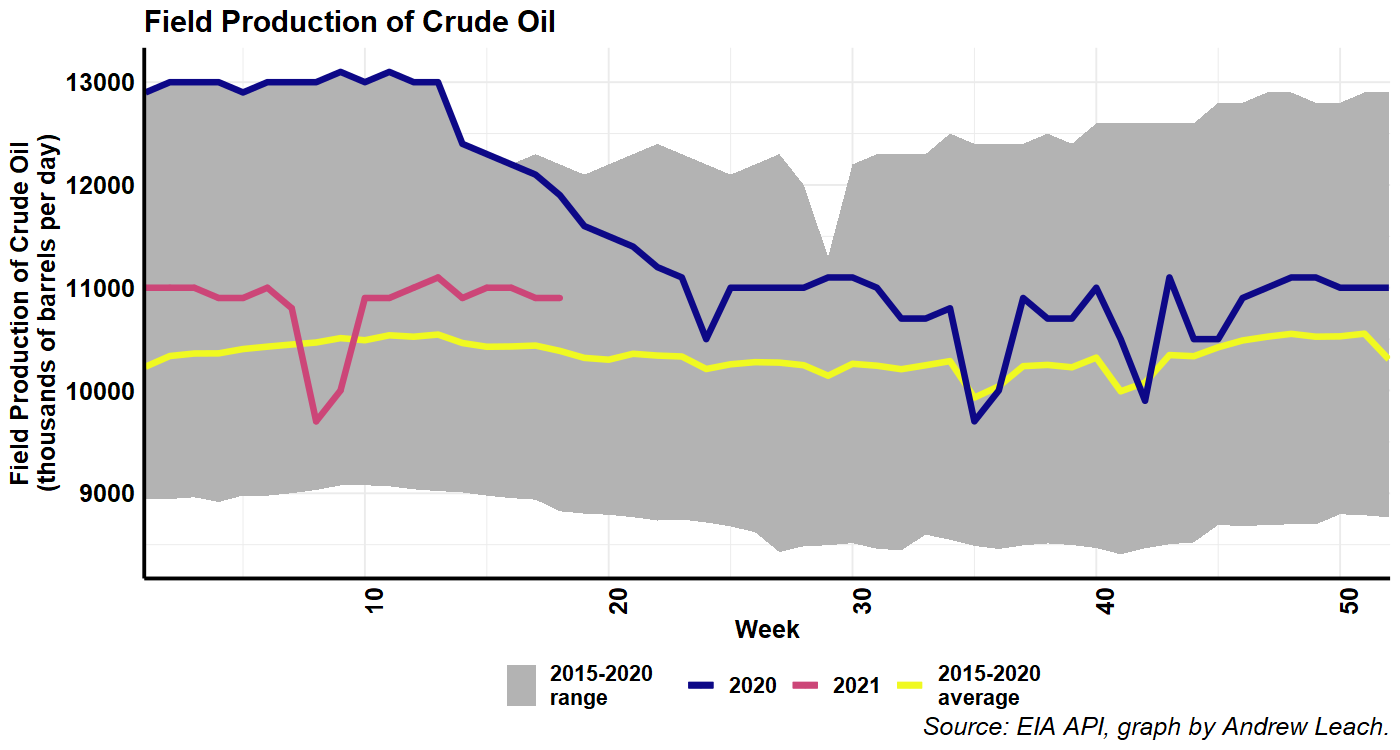 Field Production of Crude Oil
Field Production of Crude Oil
(thousands of barrels per day)
13000
12000
11000
10000
9000
10
20
30
40
50
Week
2015-2020
range
2020
2021
2015-2020
average
Source: EIA API, graph by Andrew Leach.